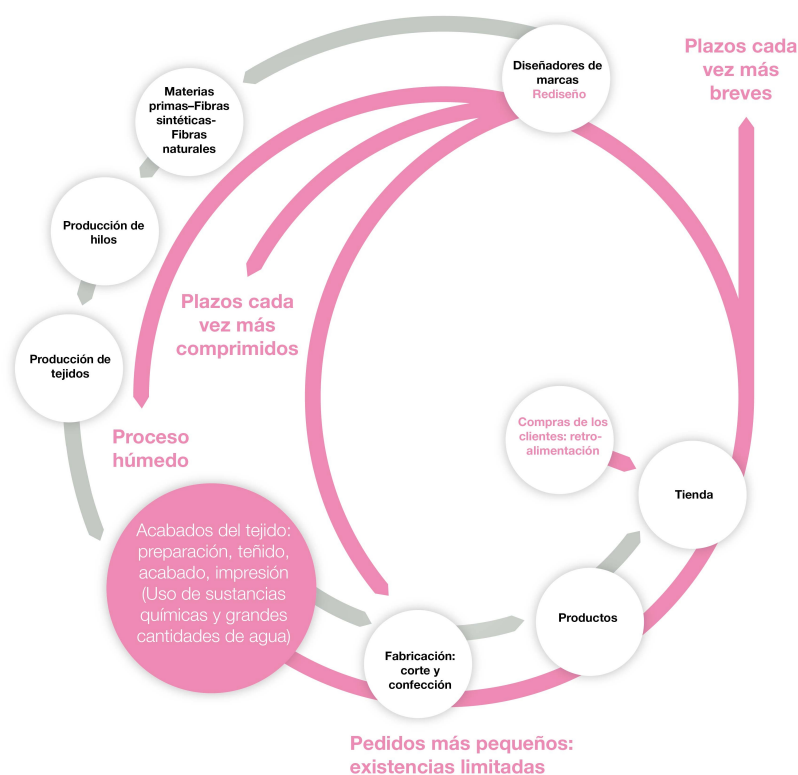 Diseñadores de
marcas
Rediseño
Plazos cada
vez más
breves
Materias
primas–Fibras
sintéticas-
Fibras
naturales
Producción de
hilos
Plazos cada
vez más
comprimidos
Producción de
tejidos
Proceso
húmedo
Compras de los
clientes: retro-
alimentación
Tienda
Acabados del tejido:
preparación, teñido,
acabado, impresión
(Uso de sustancias
químicas y grandes
cantidades de agua)
Productos
Fabricación:
corte y
confección
Pedidos más pequeños:
existencias limitadas